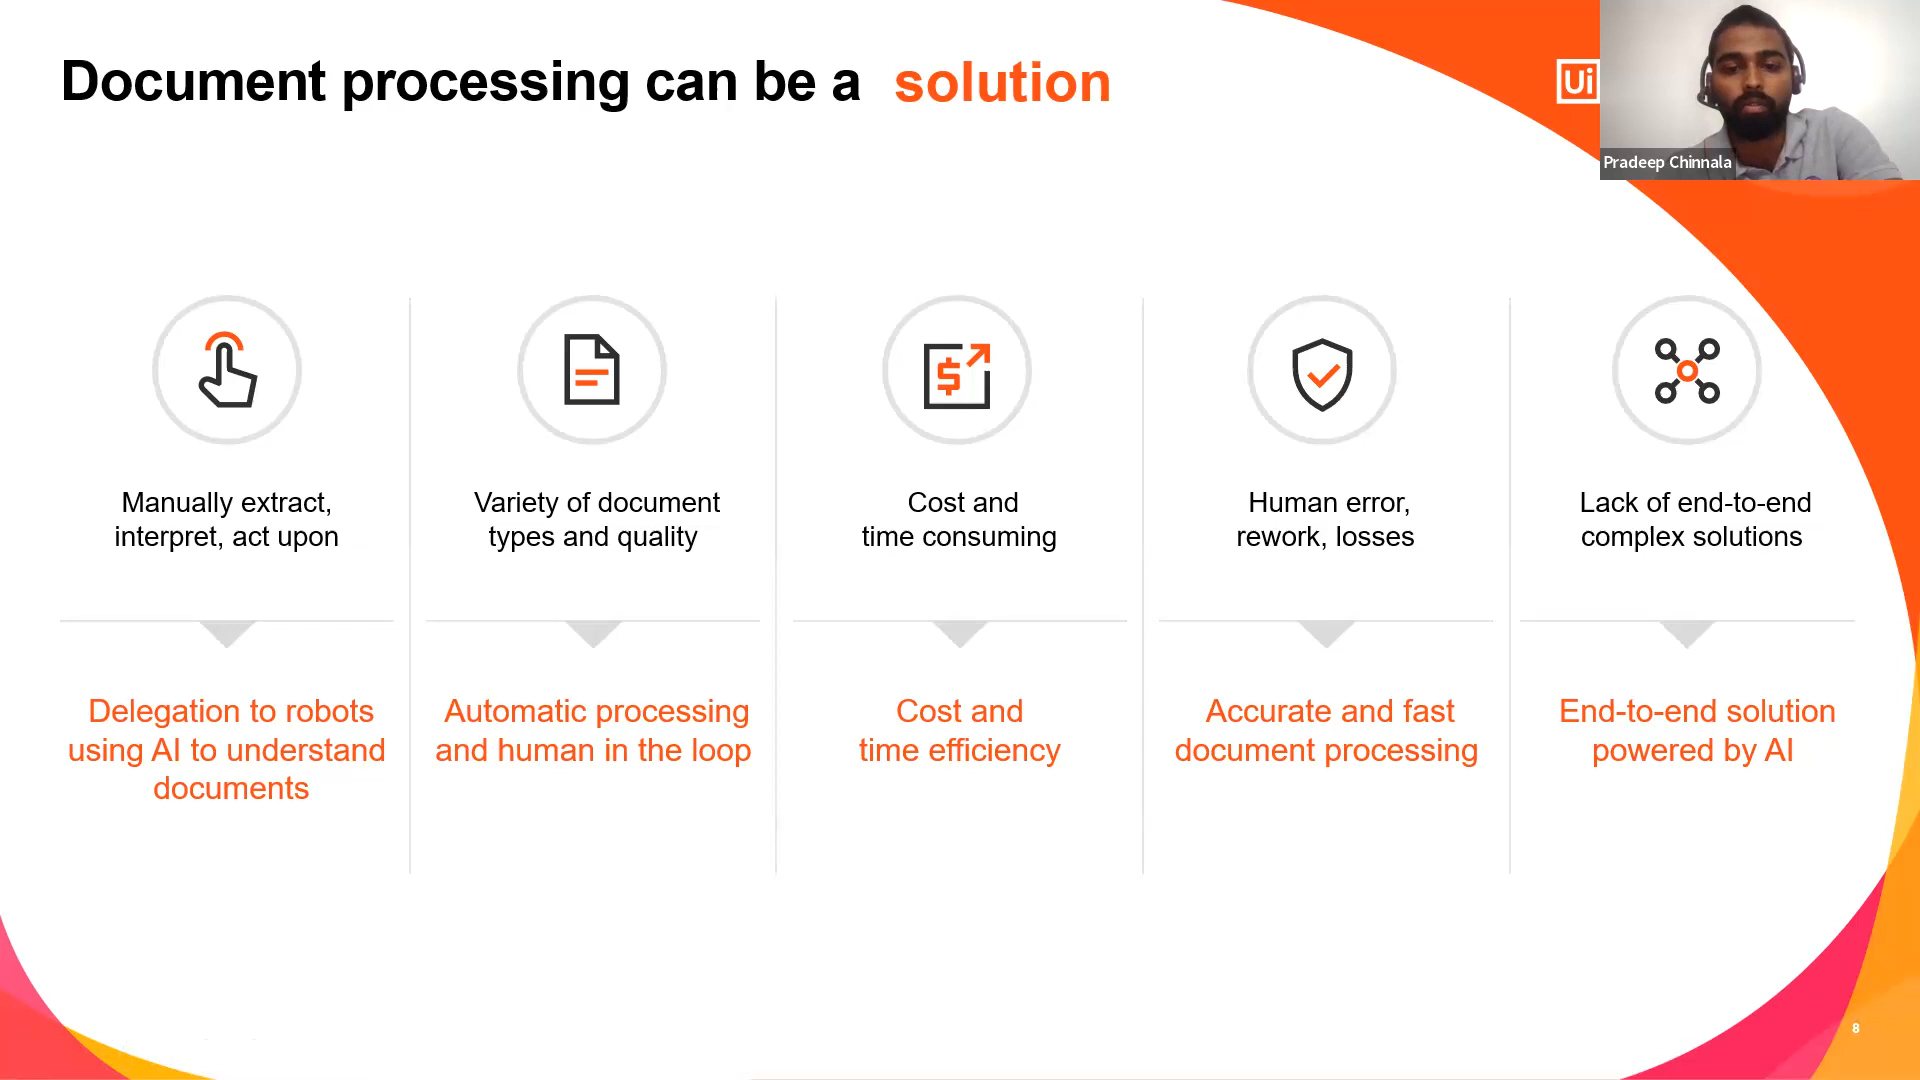 Document processing can be a solution
Ui
Pradeep Chinnala
Manually extract,
interpret, act upon
Variety of document
types and quality
Cost and
time consuming
Human error,
rework, losses
Lack of end-to-end
complex solutions
Delegation to robots
using AI to understand
documents
Automatic processing
and human in the loop
Cost and
time efficiency
Accurate and fast
document processing
End-to-end solution
powered by AI
8